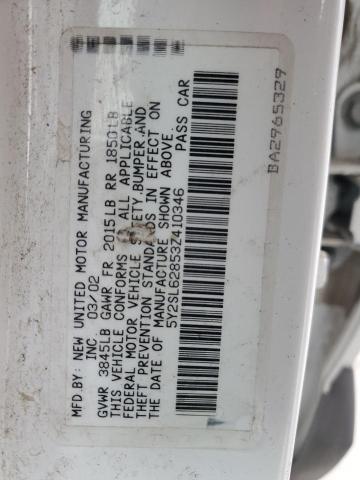 MFD.BY: NEW UNITED MOTOR MANUFACTURING
INC. 03/02
GVWR 3845LB GAWR FR 2015LB RR 1850LB
THIS VEHICLE CONFORMS ALL APPLICABLE
FEDERAL MOTOR VEHICLE SAFETY,BUMPER,AND
THEFT PREVENTION STANDARDS IN EFFECT ON
THE DATE OF MANUFACTURE SHOWN ABOVE.
5Y2SL62853Z410346 PASS CAR
BA2965329